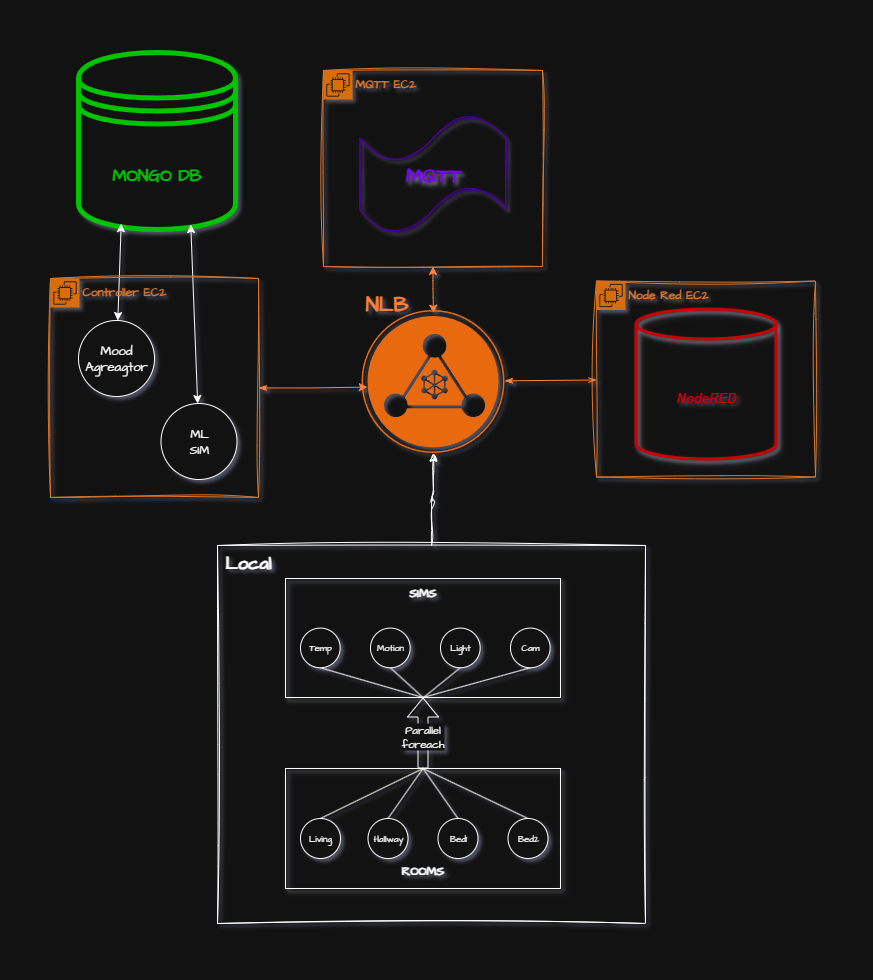 MQTT EC2
MONGO DB
MQTT
Controller EC2
NLB
Node Red EC2
Mood
Agreagtor
NodeRED
ML
SIM
Local
SIMS
Temp
Motion
Light
Cam
Parallel
foreach
Living
Hallway
Bed1
Bed2
ROOMS